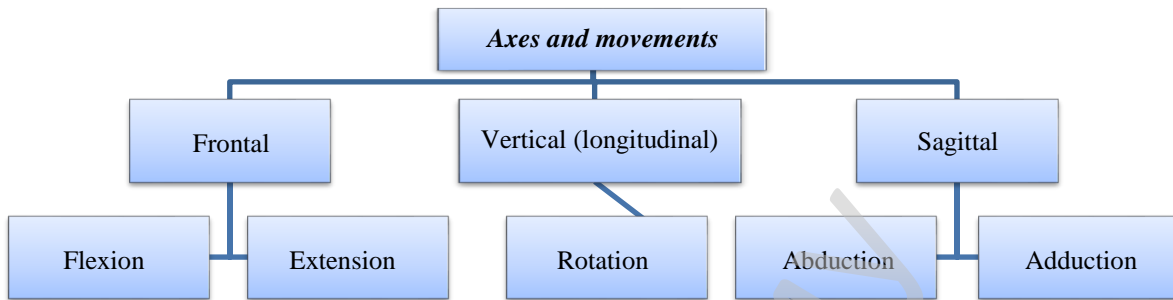 Axes and movements
Frontal
Vertical (longitudinal)
Sagittal
Flexion
Extension
Rotation
Abduction
Adduction